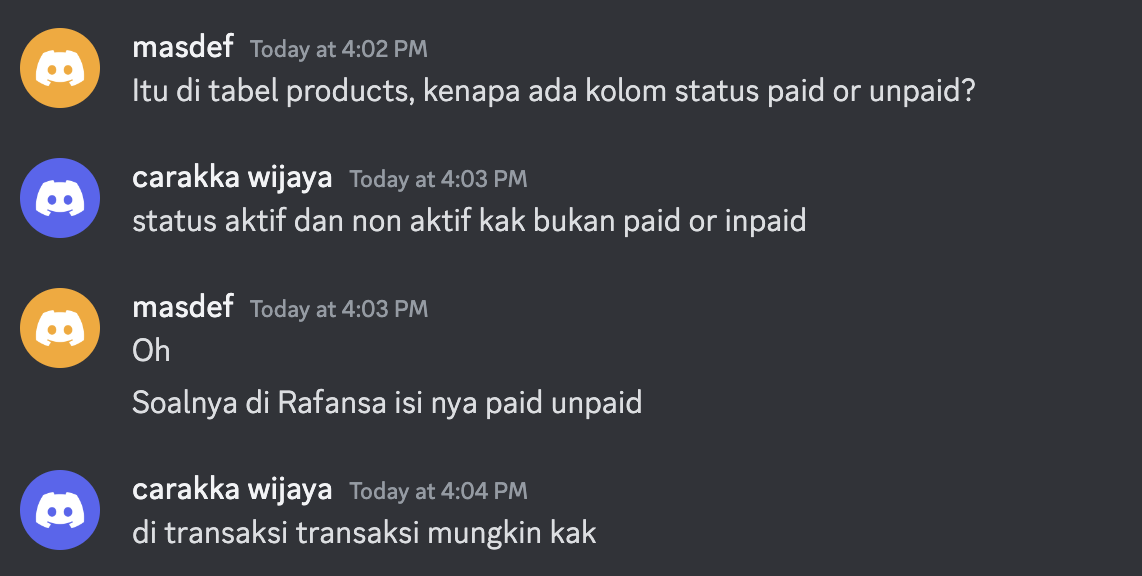 masdef Today at 4:02 PM
Itu di tabel products, kenapa ada kolom status paid or unpaid?
carakka wijaya Today at 4:03 PM
status aktif dan non aktif kak bukan paid or inpaid
masdef Today at 4:03 PM
Oh
Soalnya di Rafansa isi nya paid unpaid
carakka wijaya Today at 4:04 PM
di transaksi transaksi mungkin kak